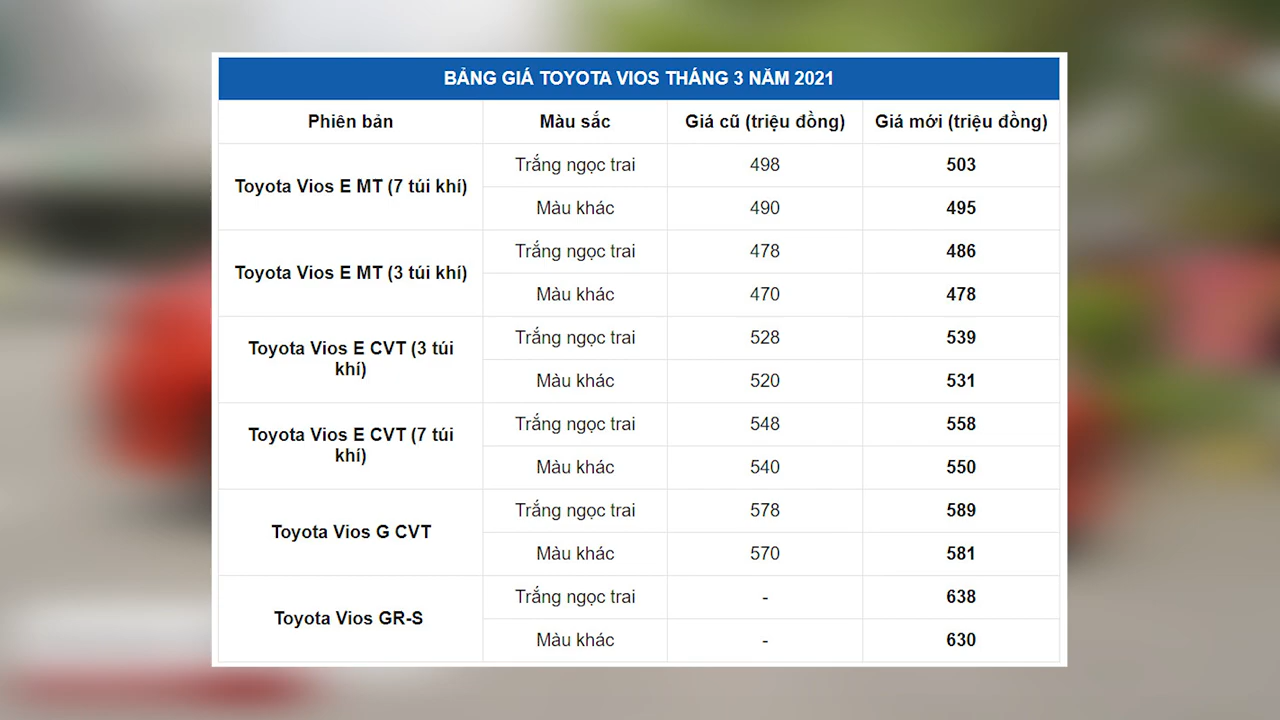 BẢNG GIÁ TOYOTA VIOS THÁNG 3 NĂM 2021
Phiên bản Màu sắc Giá cũ (triệu đồng) Giá mới (triệu đồng)
Toyota Vios E MT (7 túi khí) Trắng ngọc trai 498 503
Màu khác 490 495
Toyota Vios E MT (3 túi khí) Trắng ngọc trai 478 486
Màu khác 470 478
Toyota Vios E CVT (3 túi
khí) Trắng ngọc trai 528 539
Màu khác 520 531
Toyota Vios E CVT (7 túi
khí) Trắng ngọc trai 548 558
Màu khác 540 550
Toyota Vios G CVT Trắng ngọc trai 578 589
Màu khác 570 581
Toyota Vios GR-S Trắng ngọc trai - 638
Màu khác - 630